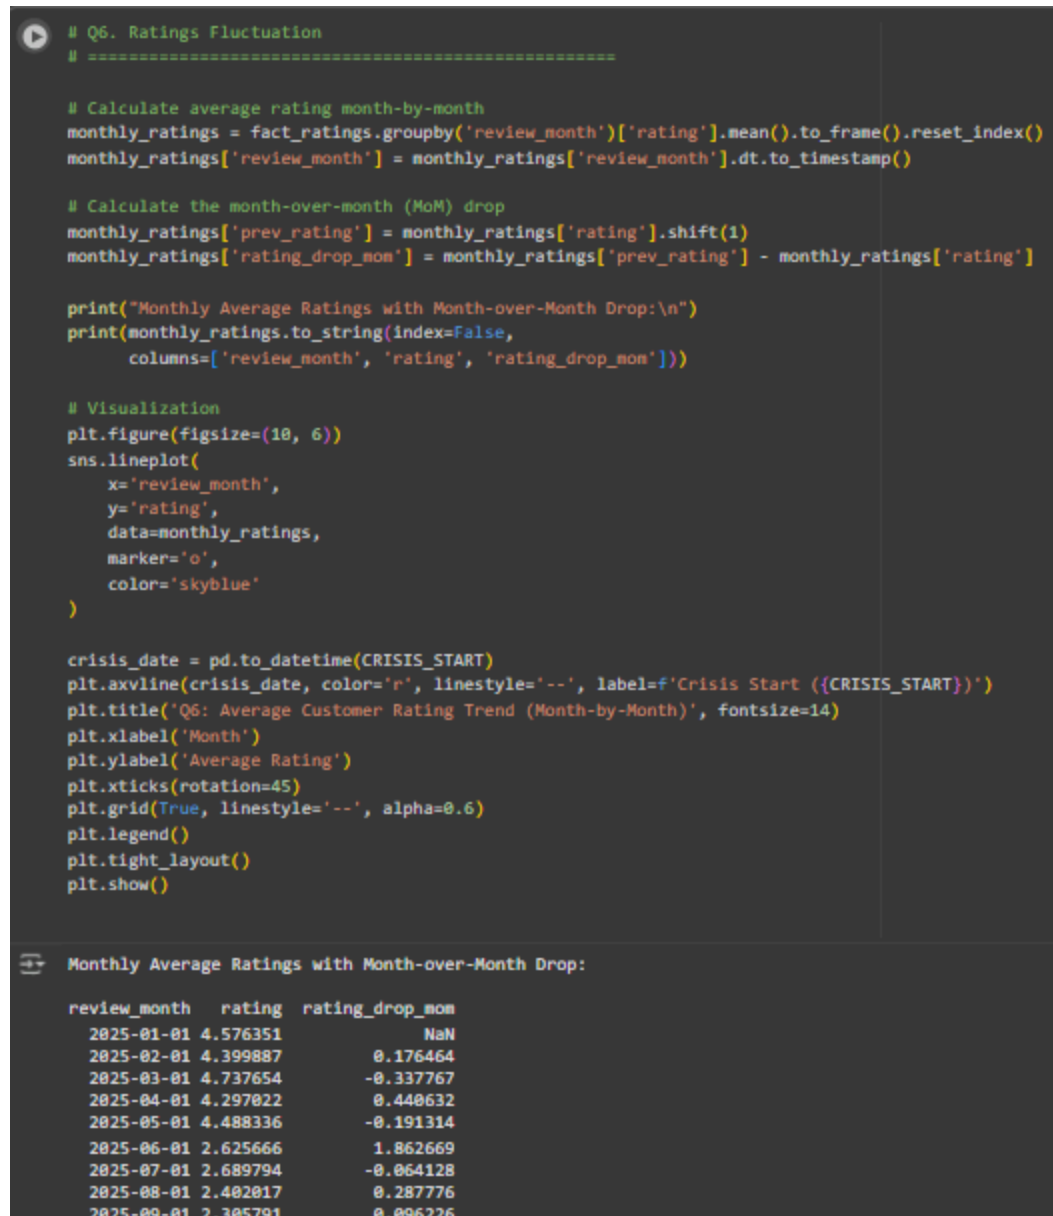 # Q6. Ratings Fluctuation
# ====================================================
# Calculate average rating month-by-month
monthly_ratings = fact_ratings.groupby('review_month')['rating'].mean().to_frame().reset_index()
monthly_ratings['review_month'] = monthly_ratings['review_month'].dt.to_timestamp()
# Calculate the month-over-month (MoM) drop
monthly_ratings['prev_rating'] = monthly_ratings['rating'].shift(1)
monthly_ratings['rating_drop_mom'] = monthly_ratings['prev_rating'] - monthly_ratings['rating']
print("Monthly Average Ratings with Month-over-Month Drop:\n")
print(monthly_ratings.to_string(index=False,
      columns=['review_month', 'rating', 'rating_drop_mom']))
# Visualization
plt.figure(figsize=(10, 6))
sns.lineplot(
    x='review_month',
    y='rating',
    data=monthly_ratings,
    marker='o',
    color='skyblue'
)
crisis_date = pd.to_datetime(CRISIS_START)
plt.axvline(crisis_date, color='r', linestyle='--', label=f'Crisis Start ({CRISIS_START})')
plt.title('Q6: Average Customer Rating Trend (Month-by-Month)', fontsize=14)
plt.xlabel('Month')
plt.ylabel('Average Rating')
plt.xticks(rotation=45)
plt.grid(True, linestyle='--', alpha=0.6)
plt.legend()
plt.tight_layout()
plt.show()
Monthly Average Ratings with Month-over-Month Drop:
review_month   rating  rating_drop_mom
  2025-01-01 4.576351              NaN
  2025-02-01 4.399887         0.176464
  2025-03-01 4.737654        -0.337767
  2025-04-01 4.297022         0.440632
  2025-05-01 4.488336        -0.191314
  2025-06-01 2.625666         1.862669
  2025-07-01 2.689794        -0.064128
  2025-08-01 2.402017         0.287776
  2025-09-01 2.305791         0.096226